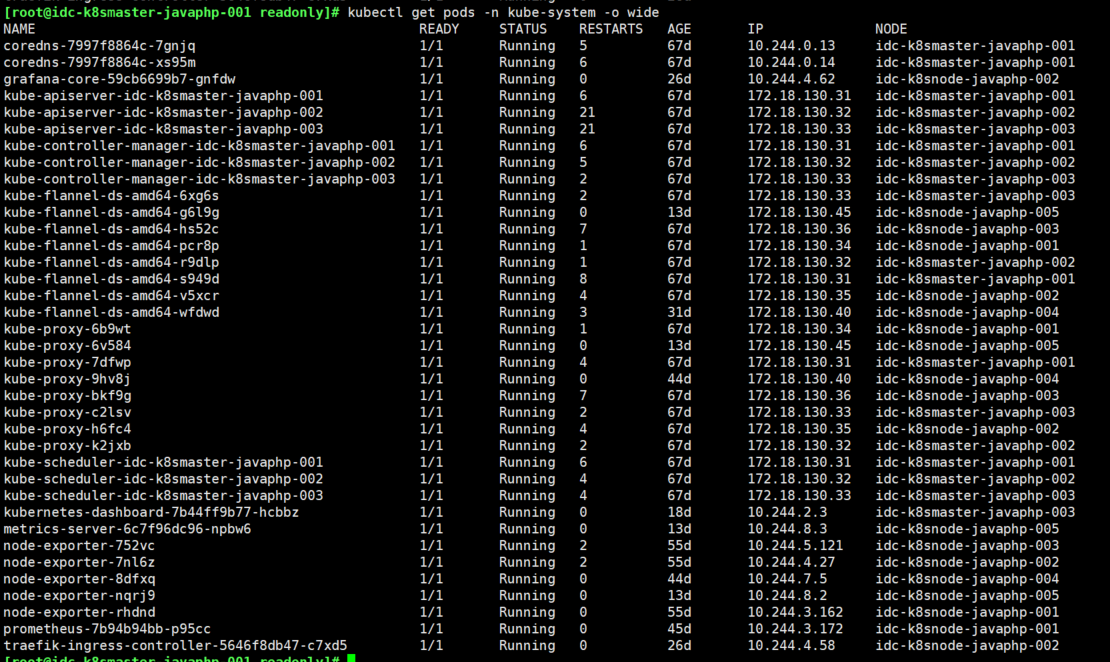 [root@idc-k8smaster-javaphp-001 readonly]# kubectl get pods -n kube-system -o wide
NAME READY STATUS RESTARTS AGE IP NODE
coredns-7997f8864c-7gnjq 1/1 Running 5 67d 10.244.0.13 idc-k8smaster-javaphp-001
coredns-7997f8864c-xs95m 1/1 Running 6 67d 10.244.0.14 idc-k8smaster-javaphp-001
grafana-core-59cb6699b7-gnfdw 1/1 Running 0 26d 10.244.4.62 idc-k8snode-javaphp-002
kube-apiserver-idc-k8smaster-javaphp-001 1/1 Running 6 67d 172.18.130.31 idc-k8smaster-javaphp-001
kube-apiserver-idc-k8smaster-javaphp-002 1/1 Running 21 67d 172.18.130.32 idc-k8smaster-javaphp-002
kube-apiserver-idc-k8smaster-javaphp-003 1/1 Running 21 67d 172.18.130.33 idc-k8smaster-javaphp-003
kube-controller-manager-idc-k8smaster-javaphp-001 1/1 Running 6 67d 172.18.130.31 idc-k8smaster-javaphp-001
kube-controller-manager-idc-k8smaster-javaphp-002 1/1 Running 5 67d 172.18.130.32 idc-k8smaster-javaphp-002
kube-controller-manager-idc-k8smaster-javaphp-003 1/1 Running 2 67d 172.18.130.33 idc-k8smaster-javaphp-003
kube-flannel-ds-amd64-6xg6s 1/1 Running 2 67d 172.18.130.33 idc-k8smaster-javaphp-003
kube-flannel-ds-amd64-g6l9g 1/1 Running 0 13d 172.18.130.45 idc-k8snode-javaphp-005
kube-flannel-ds-amd64-hs52c 1/1 Running 7 67d 172.18.130.36 idc-k8snode-javaphp-003
kube-flannel-ds-amd64-pcr8p 1/1 Running 1 67d 172.18.130.34 idc-k8snode-javaphp-001
kube-flannel-ds-amd64-r9dlp 1/1 Running 1 67d 172.18.130.32 idc-k8smaster-javaphp-002
kube-flannel-ds-amd64-s949d 1/1 Running 8 67d 172.18.130.31 idc-k8smaster-javaphp-001
kube-flannel-ds-amd64-v5xcr 1/1 Running 4 67d 172.18.130.35 idc-k8snode-javaphp-002
kube-flannel-ds-amd64-wfdwd 1/1 Running 3 31d 172.18.130.40 idc-k8snode-javaphp-004
kube-proxy-6b9wt 1/1 Running 1 67d 172.18.130.34 idc-k8snode-javaphp-001
kube-proxy-6v584 1/1 Running 0 13d 172.18.130.45 idc-k8snode-javaphp-005
kube-proxy-7dfwp 1/1 Running 4 67d 172.18.130.31 idc-k8smaster-javaphp-001
kube-proxy-9hv8j 1/1 Running 0 44d 172.18.130.40 idc-k8snode-javaphp-004
kube-proxy-bkf9g 1/1 Running 7 67d 172.18.130.36 idc-k8snode-javaphp-003
kube-proxy-c2lsv 1/1 Running 2 67d 172.18.130.33 idc-k8smaster-javaphp-003
kube-proxy-h6fc4 1/1 Running 4 67d 172.18.130.35 idc-k8snode-javaphp-002
kube-proxy-k2jxb 1/1 Running 2 67d 172.18.130.32 idc-k8smaster-javaphp-002
kube-scheduler-idc-k8smaster-javaphp-001 1/1 Running 6 67d 172.18.130.31 idc-k8smaster-javaphp-001
kube-scheduler-idc-k8smaster-javaphp-002 1/1 Running 4 67d 172.18.130.32 idc-k8smaster-javaphp-002
kube-scheduler-idc-k8smaster-javaphp-003 1/1 Running 4 67d 172.18.130.33 idc-k8smaster-javaphp-003
kubernetes-dashboard-7b44ff9b77-hcbbz 1/1 Running 0 18d 10.244.2.3 idc-k8smaster-javaphp-003
metrics-server-6c7f96dc96-npbw6 1/1 Running 0 13d 10.244.8.3 idc-k8snode-javaphp-005
node-exporter-752vc 1/1 Running 2 55d 10.244.5.121 idc-k8snode-javaphp-003
node-exporter-7nl6z 1/1 Running 2 55d 10.244.4.27 idc-k8snode-javaphp-002
node-exporter-8dfxq 1/1 Running 0 44d 10.244.7.5 idc-k8snode-javaphp-004
node-exporter-nqrj9 1/1 Running 0 13d 10.244.8.2 idc-k8snode-javaphp-005
node-exporter-rhdnd 1/1 Running 0 55d 10.244.3.162 idc-k8snode-javaphp-001
prometheus-7b94b94bb-p95cc 1/1 Running 0 45d 10.244.3.172 idc-k8snode-javaphp-001
traefik-ingress-controller-5646f8db47-c7xd5 1/1 Running 0 26d 10.244.4.58 idc-k8snode-javaphp-002
[root@idc-k8smaster-javaphp-001 readonly]#